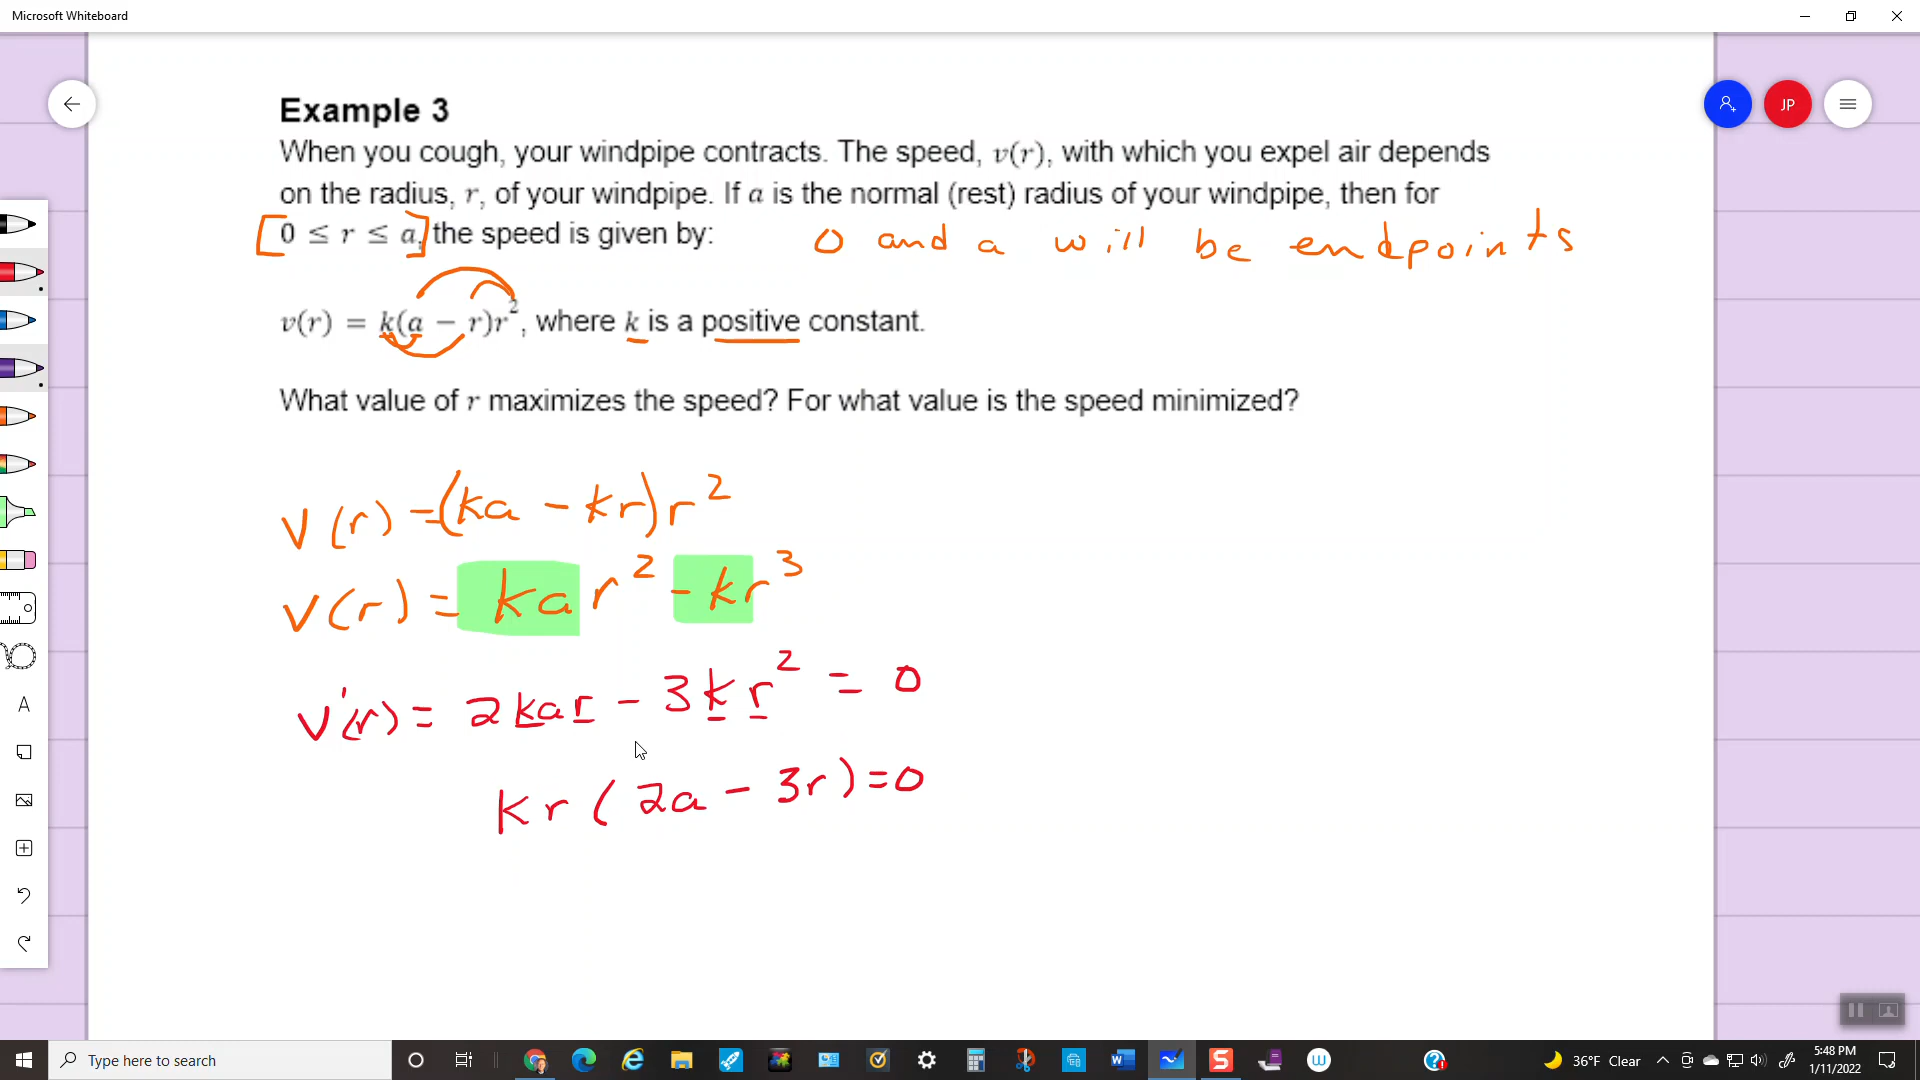 Microsoft Whiteboard
JP
Example 3
When you cough, your windpipe contracts. The speed, v(r), with which you expel air depends
on the radius, r, of your windpipe. If a is the normal (rest) radius of your windpipe, then for
[0 ≤ r ≤ a,] the speed is given by:
0 and a will be endpoints
v(r) = k(a − r)r², where k is a positive constant.
What value of r maximizes the speed? For what value is the speed minimized?
v(r) = (ka − kr)r²
v(r) = kar² − kr³
v'(r) = 2kar − 3kr² = 0
kr(2a − 3r) = 0
A
Type here to search
36°F Clear
5:48 PM
1/11/2022